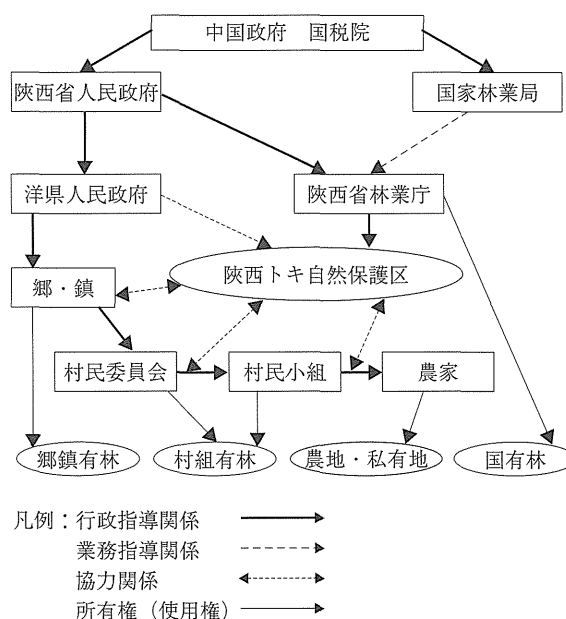 中国政府　国税院
陝西省人民政府
国家林業局
洋県人民政府
陝西省林業庁
陝西トキ自然保護区
郷・鎮
村民委員会
村民小組
農家
郷鎮有林
村組有林
農地・私有地
国有林
凡例：行政指導関係
業務指導関係
協力関係
所有権（使用権）